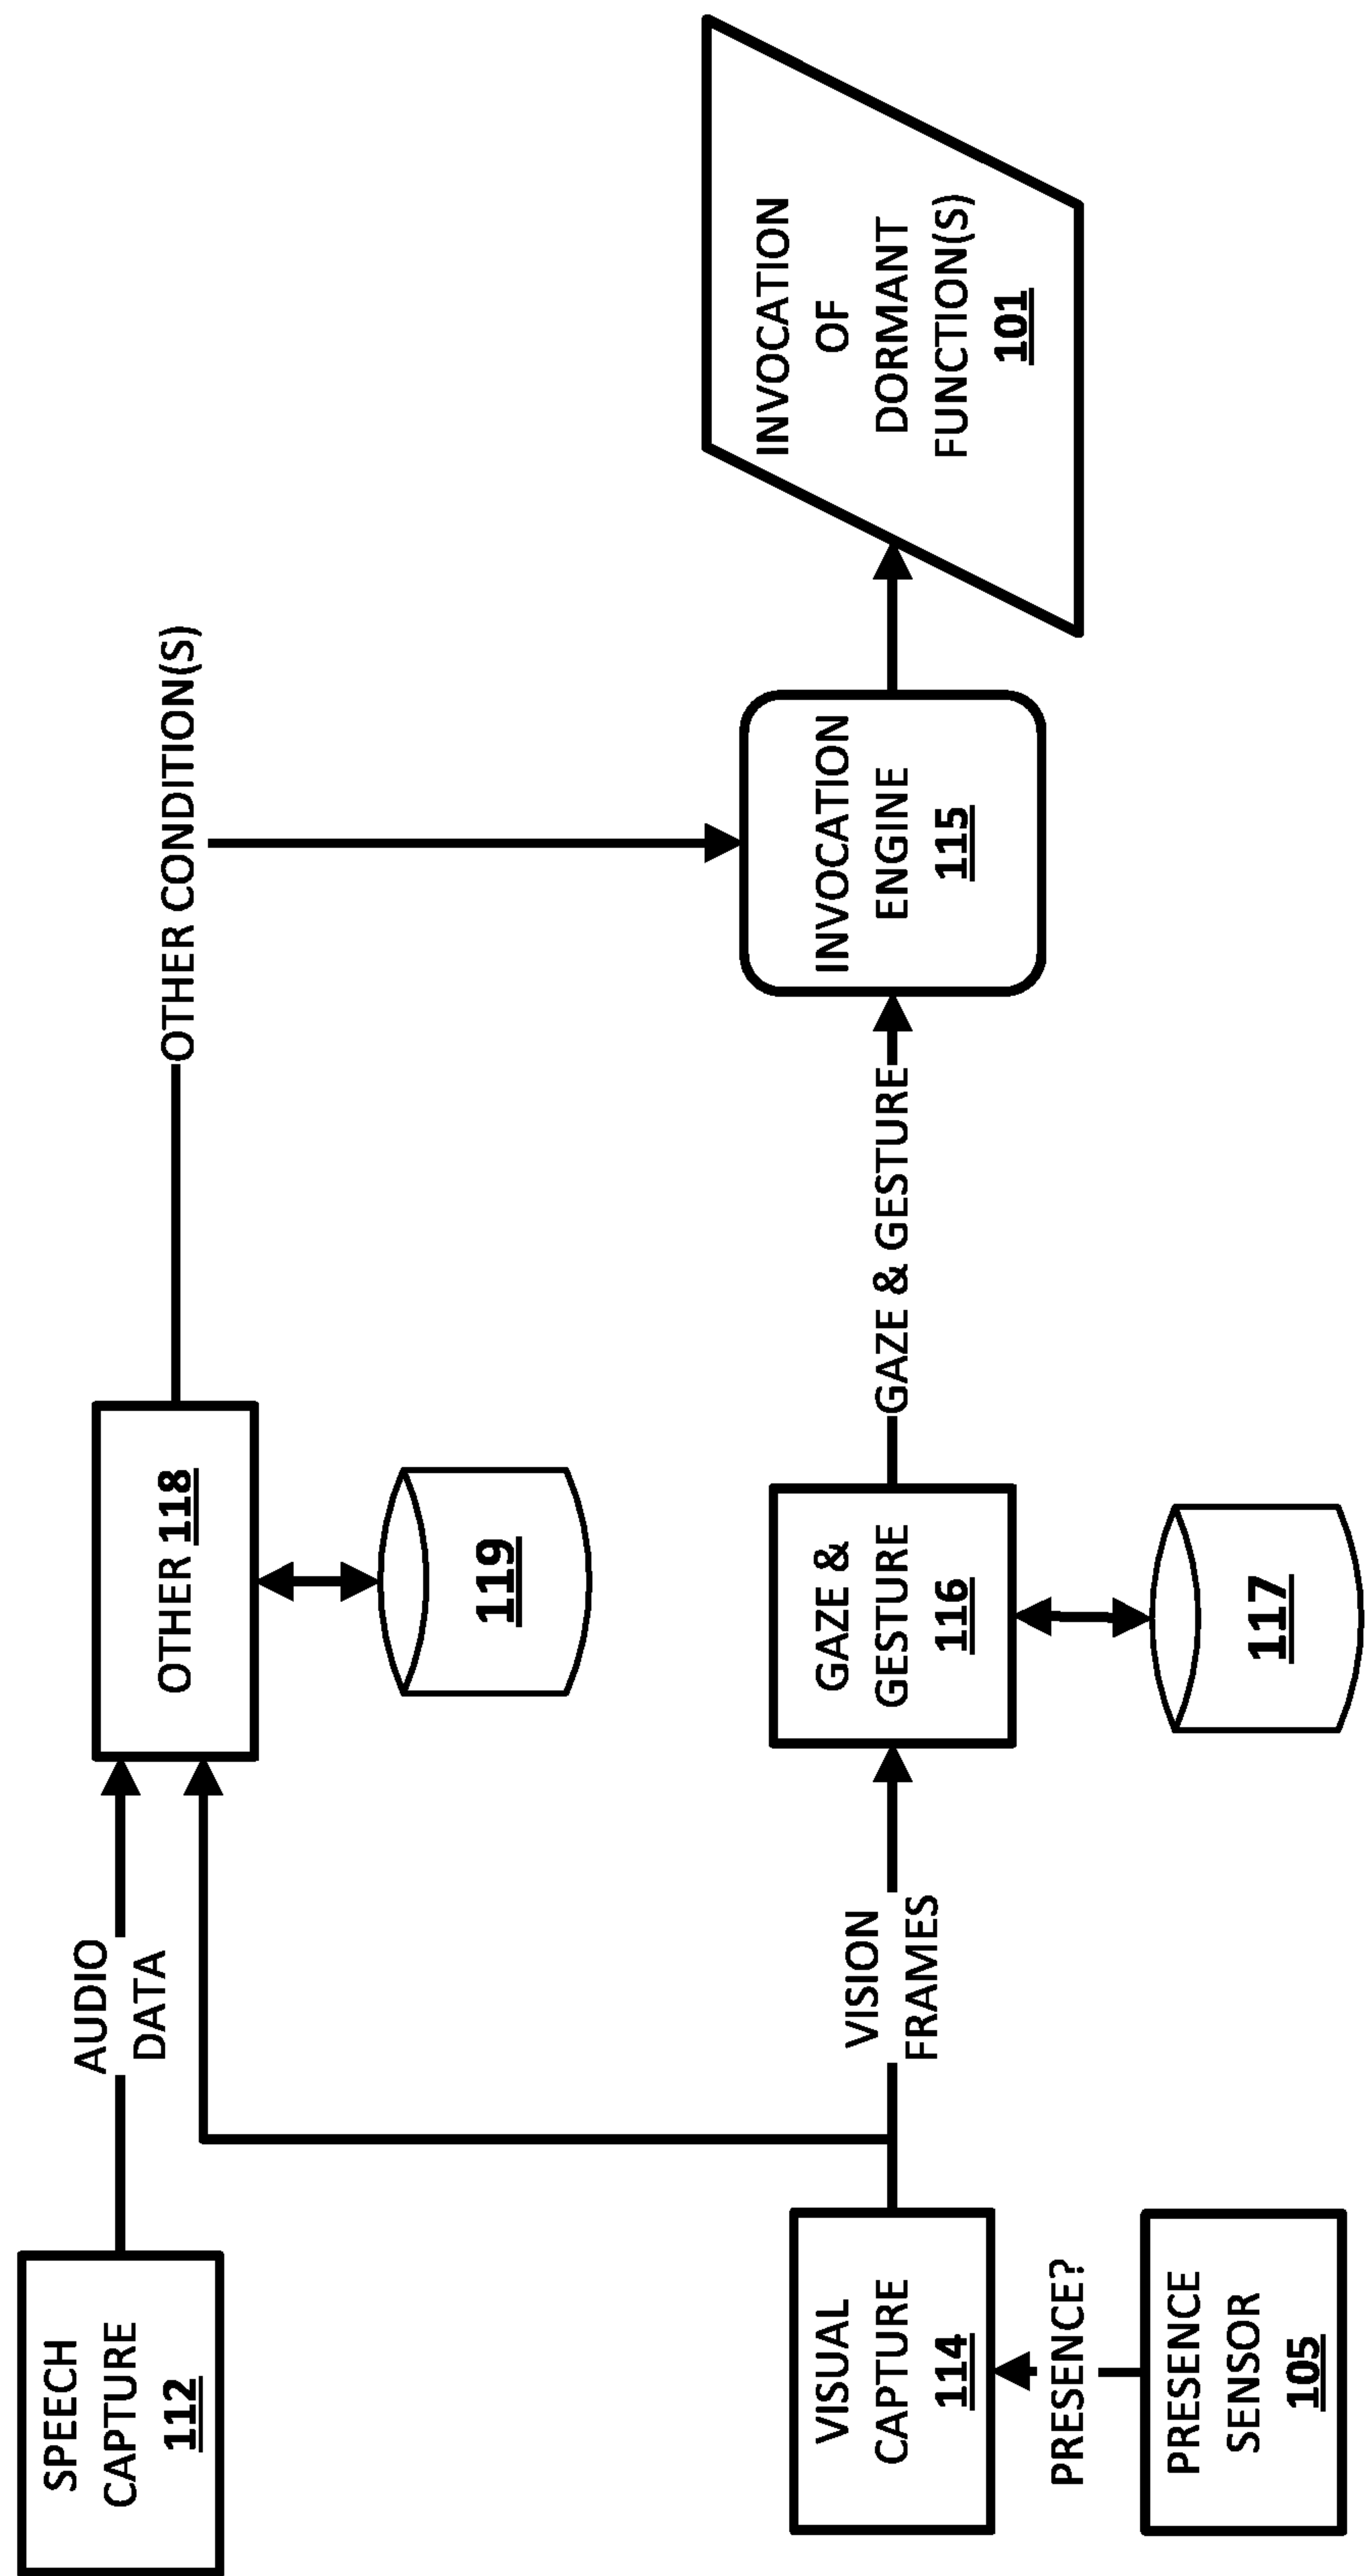 SPEECH
CAPTURE
112
AUDIO
DATA
OTHER 118
119
OTHER CONDITION(S)
VISUAL
CAPTURE
114
PRESENCE?
PRESENCE
SENSOR
105
VISION
FRAMES
GAZE &
GESTURE
116
117
GAZE & GESTURE
INVOCATION
ENGINE
115
INVOCATION
OF
DORMANT
FUNCTION(S)
101